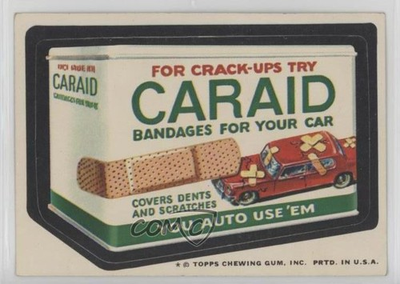 FOR CRACK-UPS TRY
CARAID
BANDAGES FOR YOUR CAR
COVERS DENTS
AND SCRATCHES
YOU AUTO USE 'EM
CARAID
* © TOPPS CHEWING GUM, INC. PRTD. IN U.S.A.